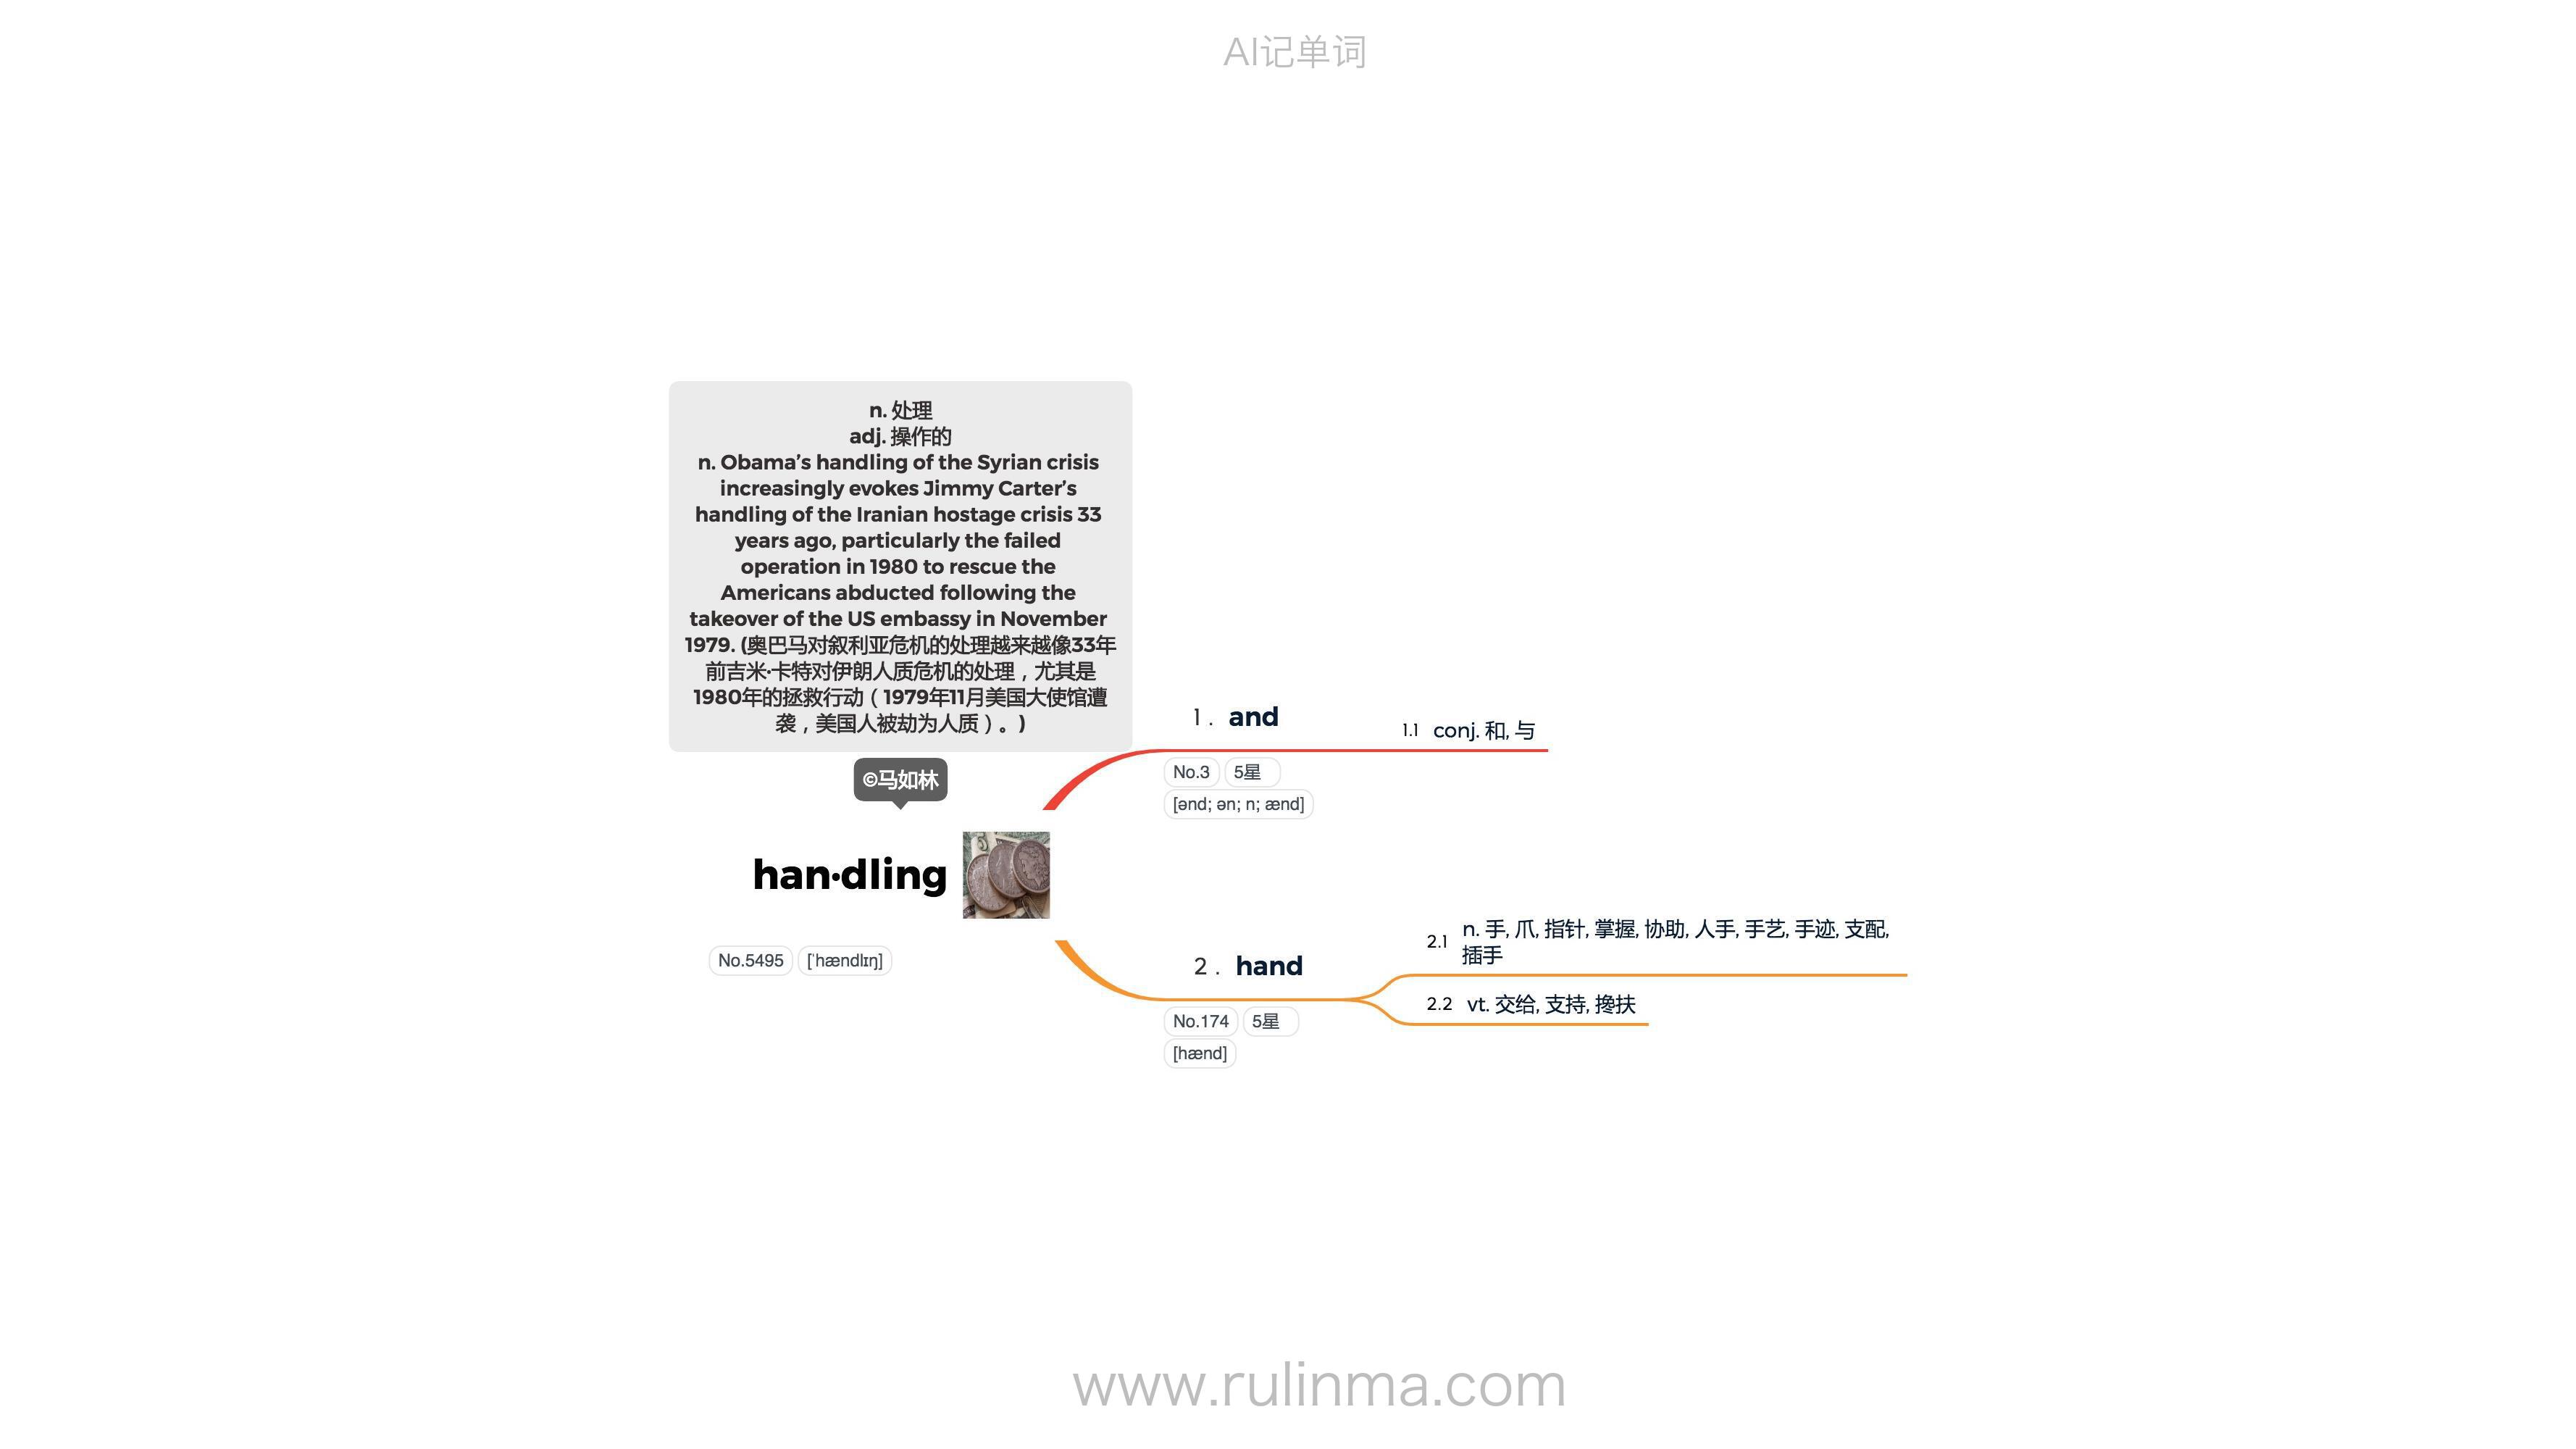 AI记单词
n. 处理
adj. 操作的
n. Obama’s handling of the Syrian crisis
increasingly evokes Jimmy Carter’s
handling of the Iranian hostage crisis 33
years ago, particularly the failed
operation in 1980 to rescue the
Americans abducted following the
takeover of the US embassy in November
1979. (奥巴马对叙利亚危机的处理越来越像33年
前吉米·卡特对伊朗人质危机的处理，尤其是
1980年的拯救行动（1979年11月美国大使馆遭
袭，美国人被劫为人质）。)
©马如林
han·dling
No.5495 [ˈhændlɪŋ]
1. and
No.3 5星
[ənd; ən; n; ænd]
1.1 conj. 和, 与
2. hand
No.174 5星
[hænd]
2.1 n. 手, 爪, 指针, 掌握, 协助, 人手, 手艺, 手迹, 支配,
插手
2.2 vt. 交给, 支持, 搀扶
www.rulinma.com